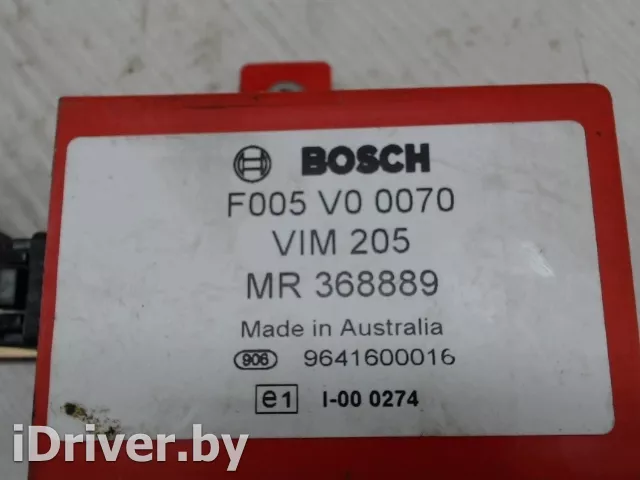 BOSCH
F005 V0 0070
VIM 205
MR 368889
Made in Australia
906 9641600016
e1 I-00 0274
iDriver.by